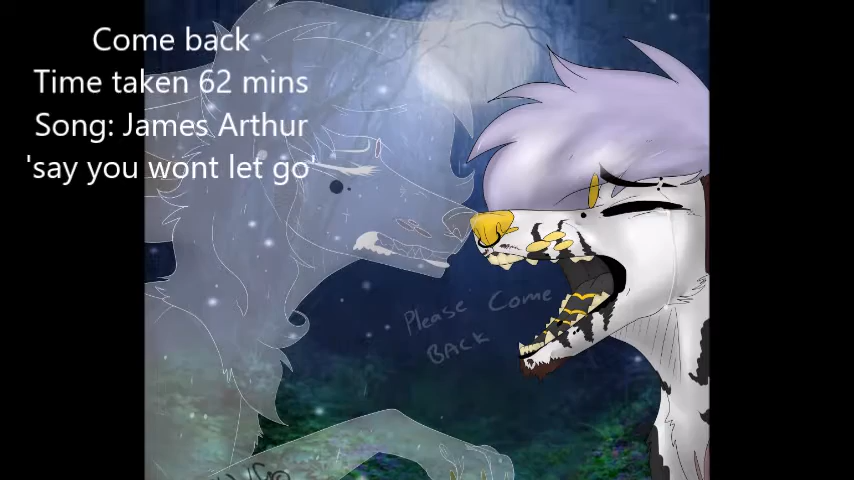 Come back
Time taken 62 mins
Song: James Arthur
'say you wont let go'
Please Come
BACK